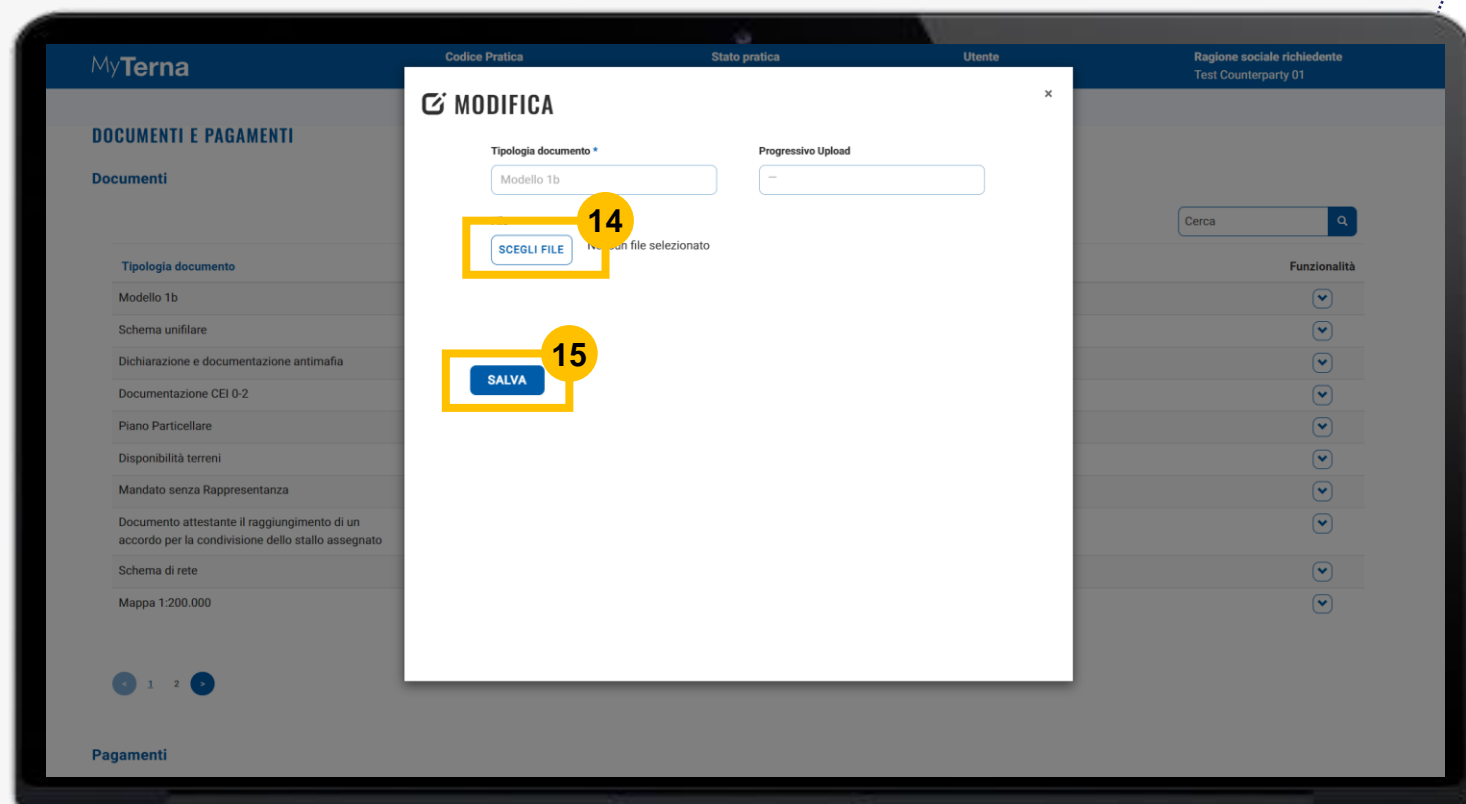 MyTerna
Codice Pratica
Stato pratica
Utente
Ragione sociale richiedente
Test Counterparty 01
MODIFICA
×
DOCUMENTI E PAGAMENTI
Documenti
Tipologia documento *
Progressivo Upload
Modello 1b
—
14
SCEGLI FILE
file selezionato
Cerca
15
SALVA
Tipologia documento
Funzionalità
Modello 1b
Schema unifilare
Dichiarazione e documentazione antimafia
Documentazione CEI 0-2
Piano Particellare
Disponibilità terreni
Mandato senza Rappresentanza
Documento attestante il raggiungimento di un
accordo per la condivisione dello stallo assegnato
Schema di rete
Mappa 1:200.000
< 1 2 >
Pagamenti